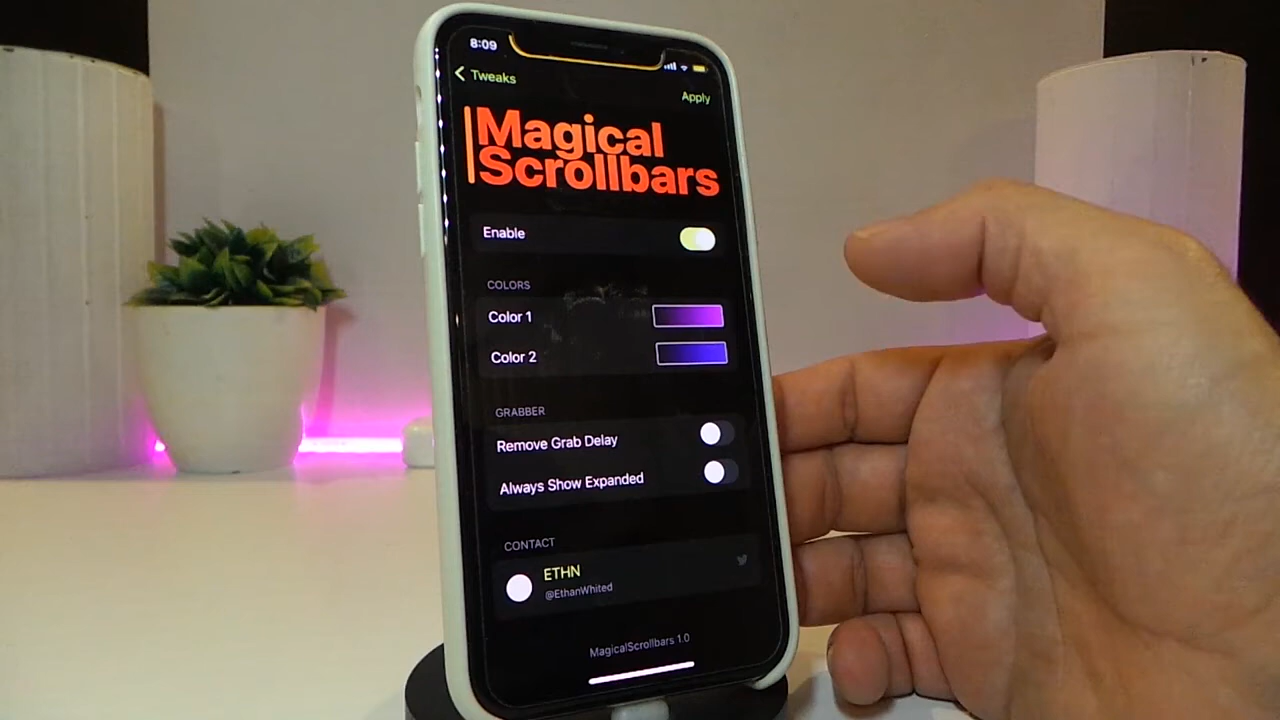 8:09
Tweaks
Apply
Magical
Scrollbars
Enable
COLORS
Color 1
Color 2
GRABBER
Remove Grab Delay
Always Show Expanded
CONTACT
ETHN
@EthanWhited
MagicalScrollbars 1.0